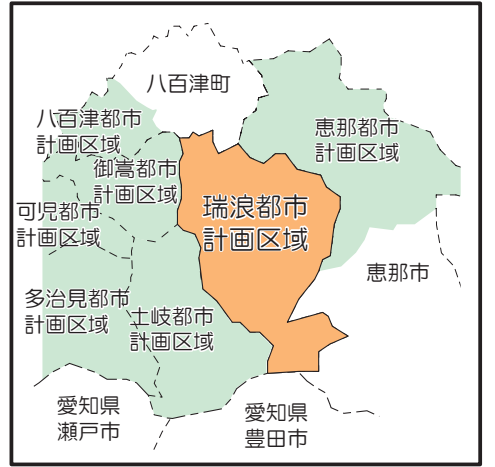 八百津町
八百津都市
計画区域
恵那都市
計画区域
御嵩都市
計画区域
瑞浪都市
計画区域
可児都市
計画区域
恵那市
多治見都市
計画区域
土岐都市
計画区域
愛知県
瀬戸市
愛知県
豊田市